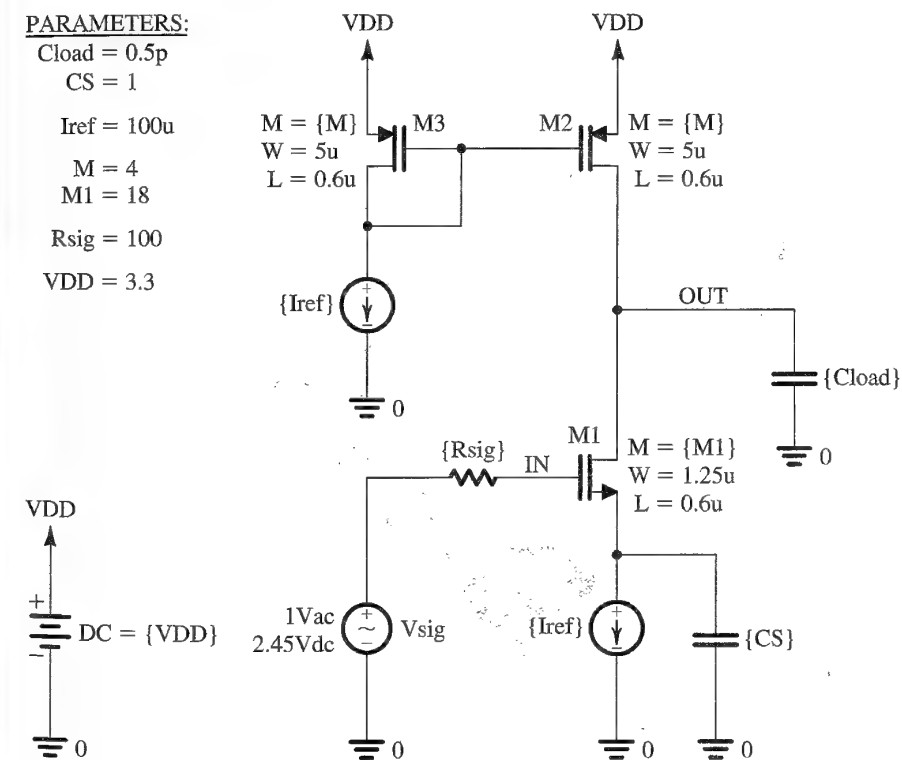 PARAMETERS:
Cload = 0.5p
CS = 1
Iref = 100u
M = 4
M1 = 18
Rsig = 100
VDD = 3.3
VDD
VDD
M = {M}
W = 5u
L = 0.6u
M3
M2
M = {M}
W = 5u
L = 0.6u
{Iref}
+
−
0
OUT
{Cload}
0
M1
M = {M1}
W = 1.25u
L = 0.6u
{Rsig}
IN
VDD
+
−
DC = {VDD}
0
1Vac
2.45Vdc
+
~
−
Vsig
0
{Iref}
+
−
0
{CS}
0